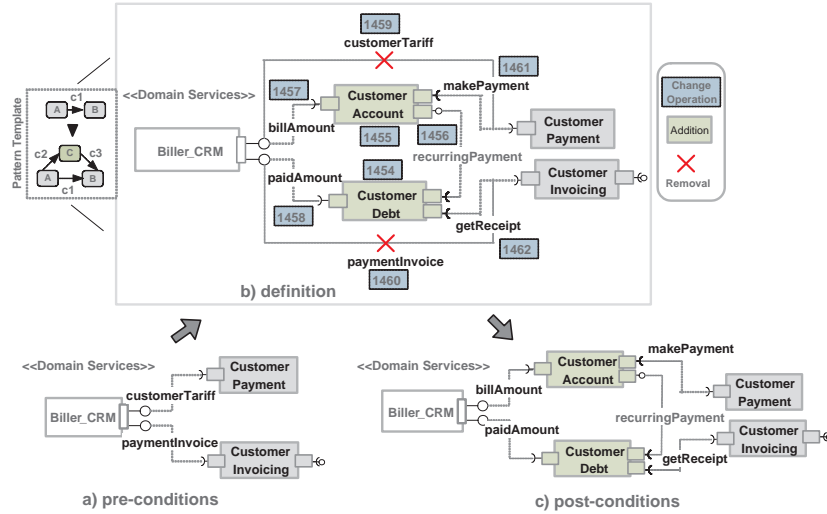 1459
customerTariff
1461
<<Domain Services>>
1457
Customer
Account
makePayment
billAmount
1455
1456
Customer
Payment
Biller_CRM
recurringPayment
paidAmount
1454
Customer
Debt
Customer
Invoicing
1458
getReceipt
paymentInvoice
1462
1460
b) definition
Pattern Template
c1
A
B
c2
C
c3
A
B
c1
Change
Operation
Addition
Removal
<<Domain Services>>
Customer
Payment
customerTariff
Biller_CRM
paymentInvoice
Customer
Invoicing
a) pre-conditions
<<Domain Services>>
Customer
Account
makePayment
billAmount
Customer
Payment
Biller_CRM
recurringPayment
paidAmount
Customer
Debt
Customer
Invoicing
getReceipt
c) post-conditions